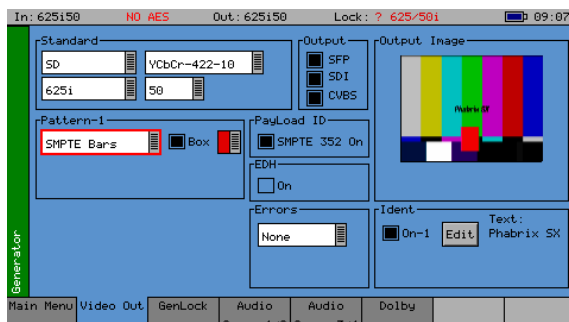 In: 625i50 NO AES Out: 625i50 Lock: ? 625/50i 09:07
Standard
SD YCbCr-422-10
625i 50
Output
SFP
SDI
CVBS
Output Image
Phabrix SX
Pattern-1
SMPTE Bars Box
PayLoad ID
SMPTE 352 On
EDH
On
Errors
None
Ident
On-1 Edit Text: Phabrix SX
Generator
Main Menu Video Out GenLock Audio Audio Dolby